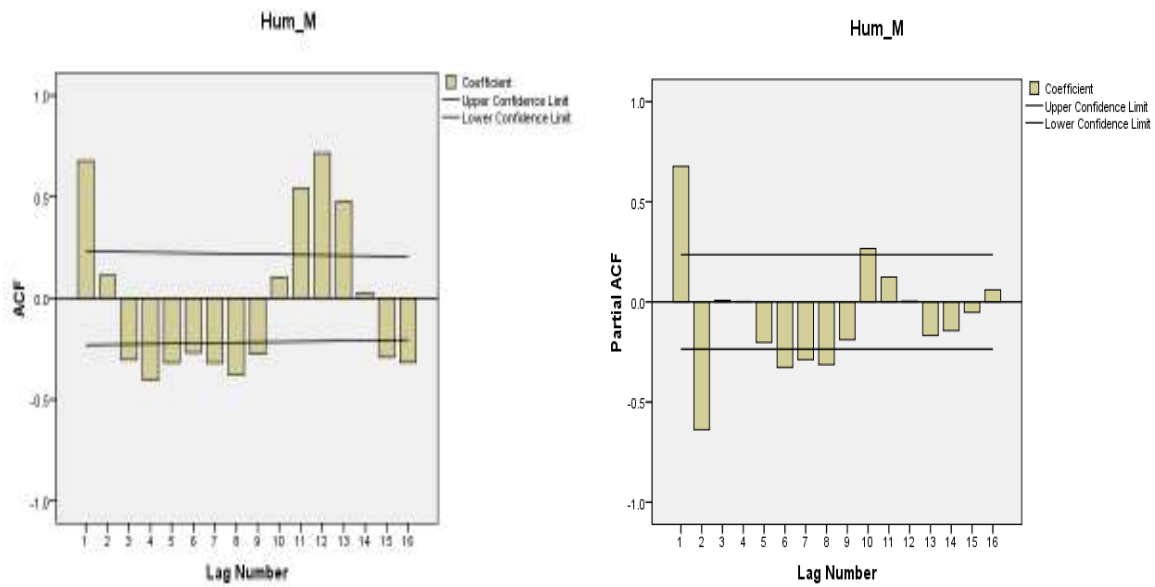 Hum_M
Coefficient
Upper Confidence Limit
Lower Confidence Limit
1.0
0.5
0.0
-0.5
-1.0
ACF
1 2 3 4 5 6 7 8 9 10 11 12 13 14 15 16
Lag Number
Hum_M
Coefficient
Upper Confidence Limit
Lower Confidence Limit
1.0
0.5
0.0
-0.5
-1.0
Partial ACF
1 2 3 4 5 6 7 8 9 10 11 12 13 14 15 16
Lag Number